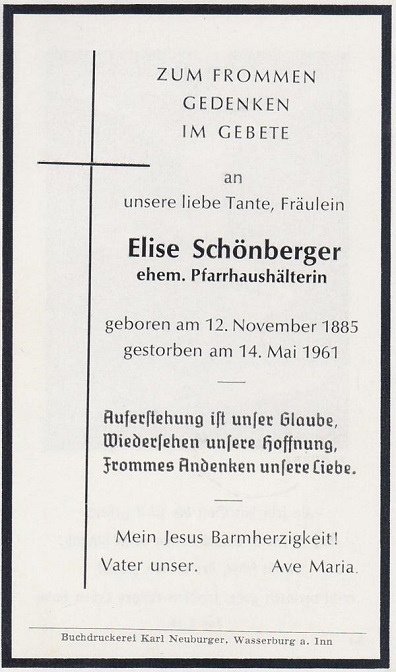 ZUM FROMMEN
GEDENKEN
IM GEBETE
an
unsere liebe Tante, Fräulein
Elise Schönberger
ehem. Pfarrhaushälterin
geboren am 12. November 1885
gestorben am 14. Mai 1961
Auferstehung ist unser Glaube,
Wiedersehen unsere Hoffnung,
Frommes Andenken unsere Liebe.
Mein Jesus Barmherzigkeit!
Vater unser. Ave Maria.
Buchdruckerei Karl Neuburger, Wasserburg a. Inn